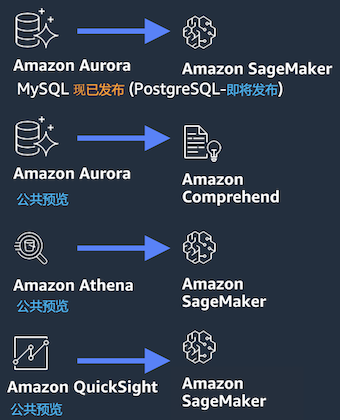 Amazon Aurora
Amazon SageMaker
MySQL 现已发布 (PostgreSQL-即将发布)
Amazon Aurora
公共预览
Amazon
Comprehend
Amazon Athena
公共预览
Amazon
SageMaker
Amazon QuickSight
公共预览
Amazon
SageMaker